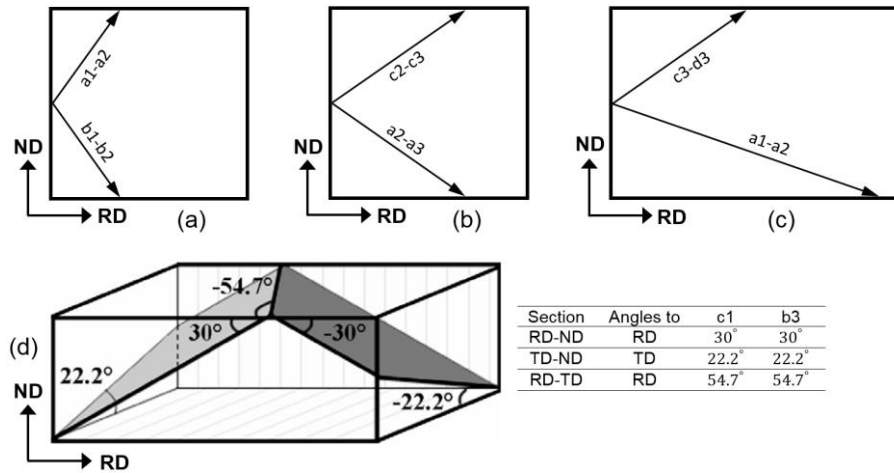 a1-a2
b1-b2
ND
RD
(a)
c2-c3
a2-a3
ND
RD
(b)
c3-d3
a1-a2
ND
RD
(c)
-54.7°
30°
-30°
22.2°
-22.2°
(d)
ND
RD
Section Angles to c1 b3
RD-ND RD 30° 30°
TD-ND TD 22.2° 22.2°
RD-TD RD 54.7° 54.7°